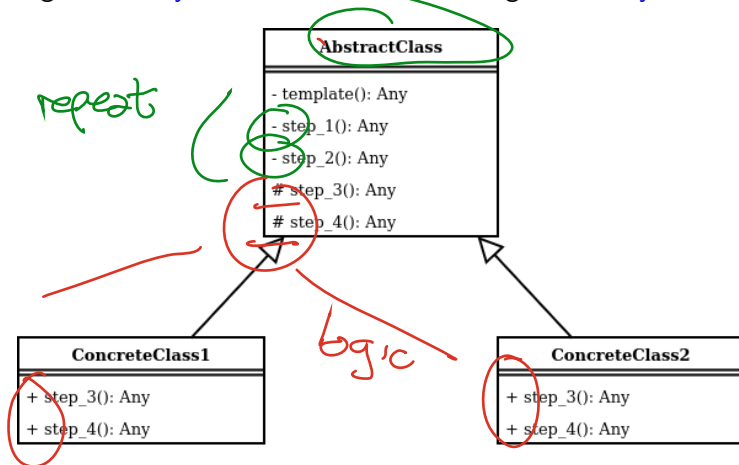 AbstractClass
- template(): Any
- step_1(): Any
- step_2(): Any
# step_3(): Any
# step_4(): Any
repeat
logic
ConcreteClass1
+ step_3(): Any
+ step_4(): Any
ConcreteClass2
+ step_3(): Any
+ step_4(): Any